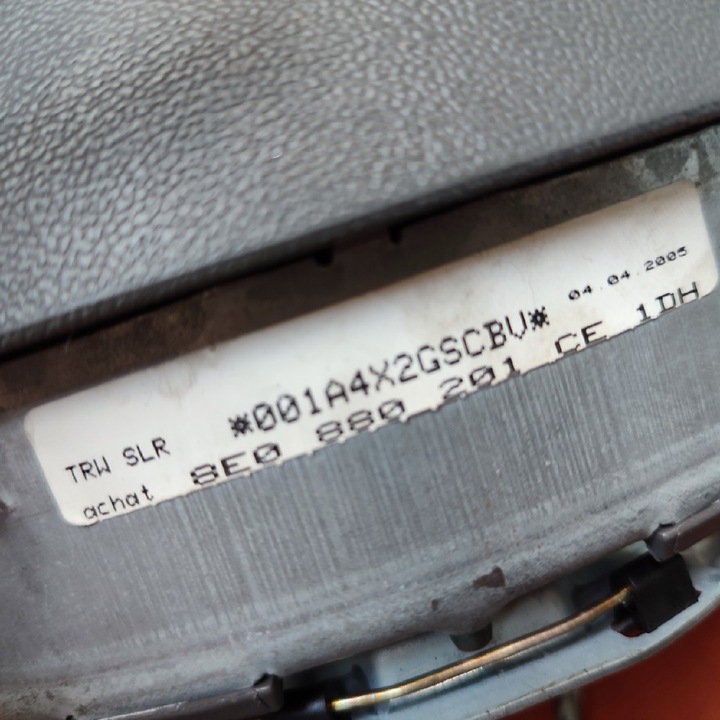 04.04.2005
TRW SLR *001A4X2GSCBV*
achat 8E0 880 201 CE 1DH